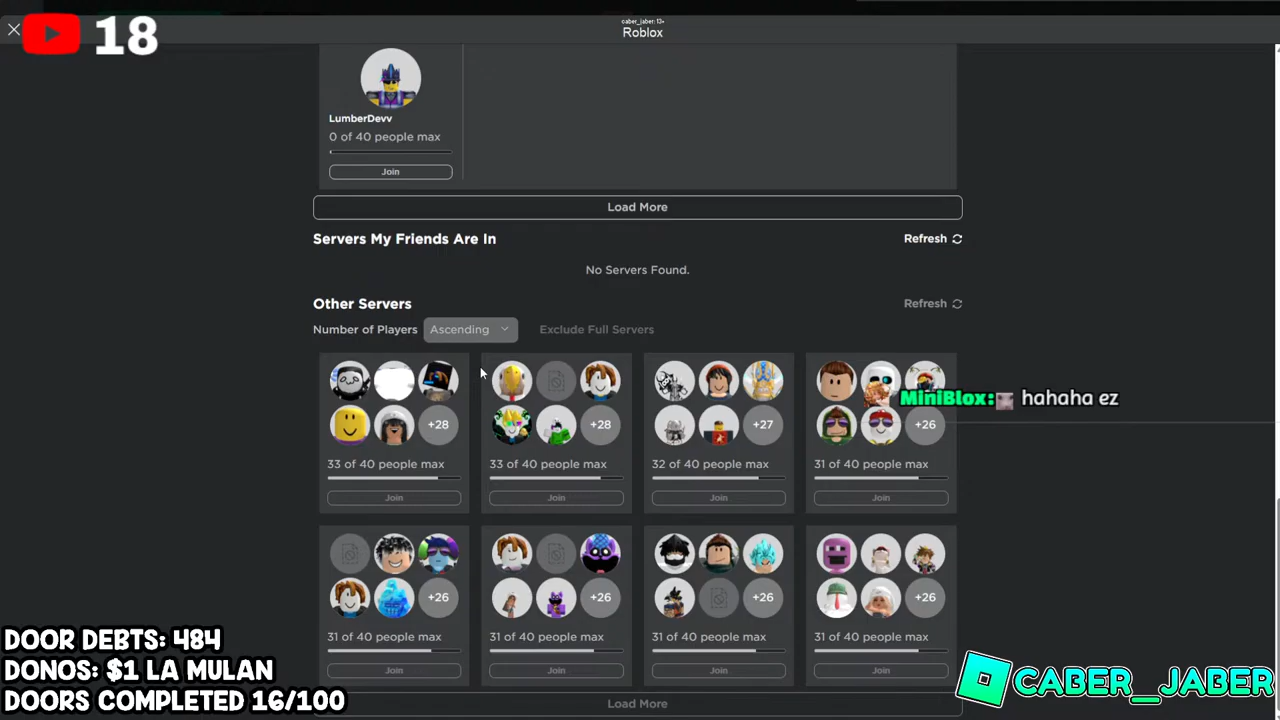 18
caber_jaber: 13+
Roblox
LumberDevv
0 of 40 people max
Join
Load More
Servers My Friends Are In
Refresh
No Servers Found.
Other Servers
Refresh
Number of Players
Ascending
Exclude Full Servers
+28
+28
+27
+26
33 of 40 people max
33 of 40 people max
32 of 40 people max
31 of 40 people max
Join
Join
Join
Join
MiniBlox: hahaha ez
+26
+26
+26
+26
31 of 40 people max
31 of 40 people max
31 of 40 people max
31 of 40 people max
Join
Join
Join
Join
Load More
DOOR DEBTS: 484
DONOS: $1 LA MULAN
DOORS COMPLETED 16/100
CABER_JABER